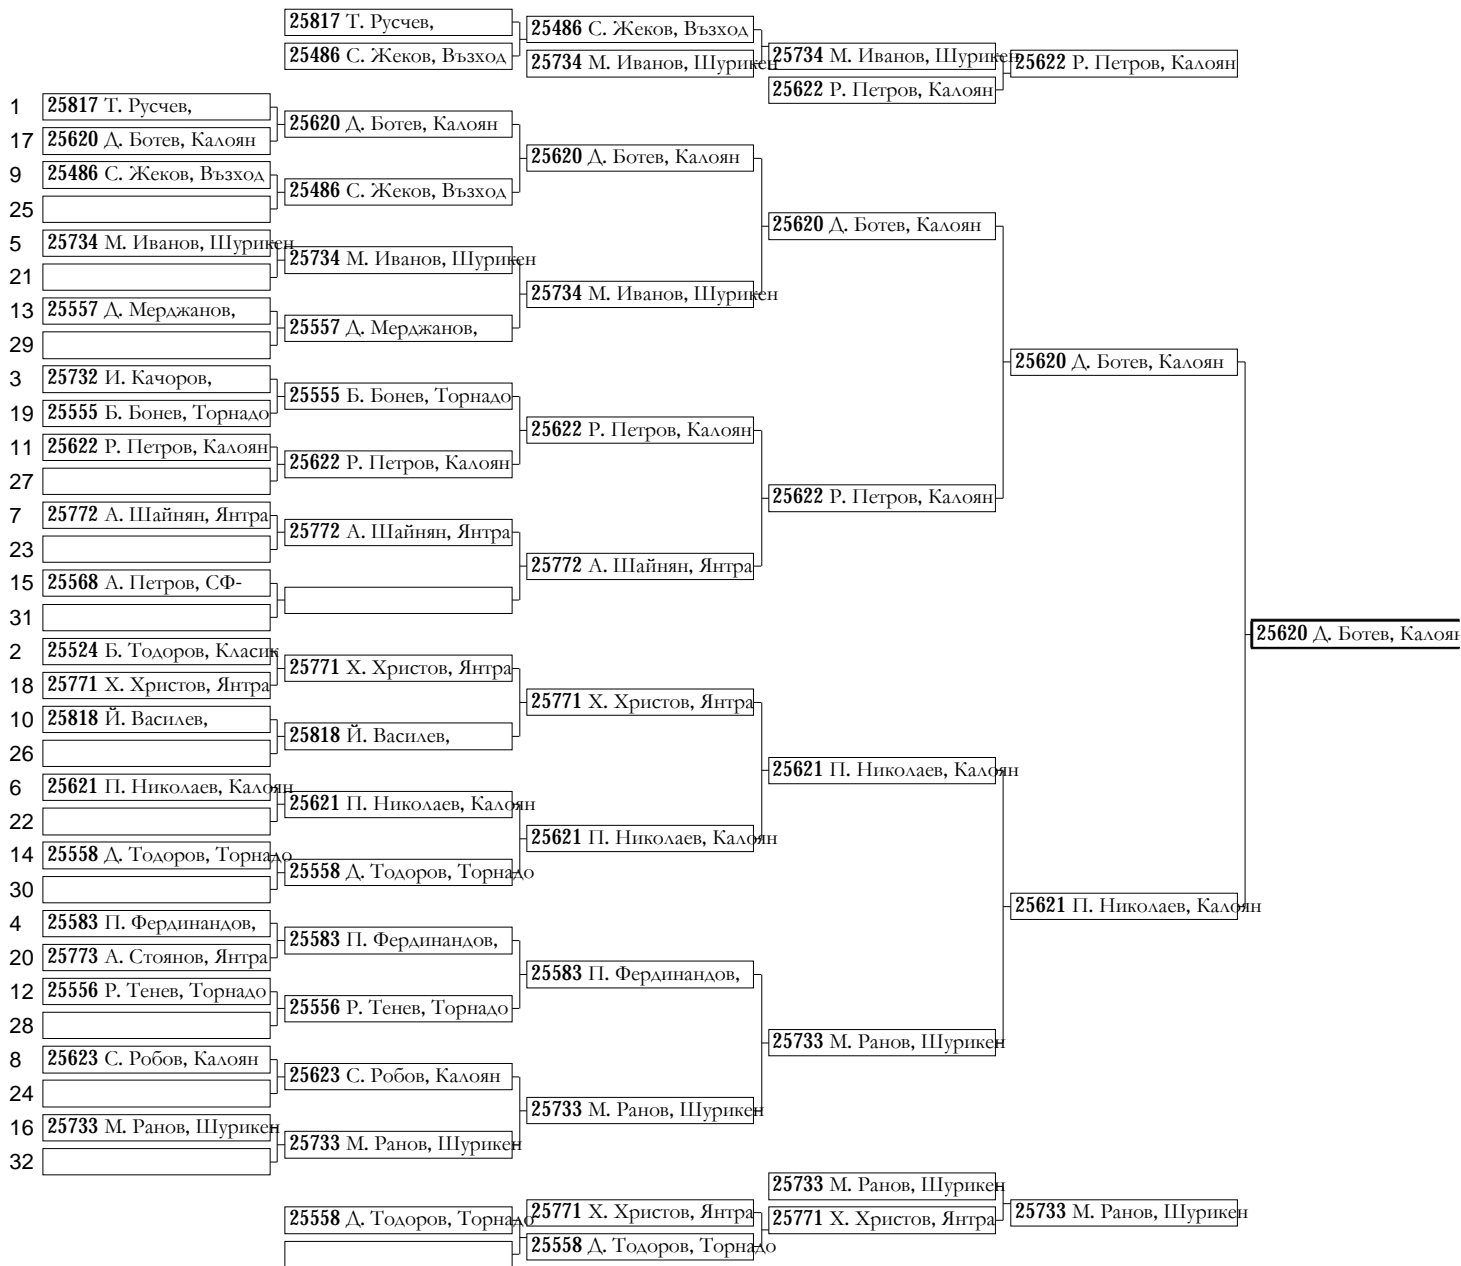 25817 Т. Русчев,
25486 С. Жеков, Възход
25486 С. Жеков, Възход
25734 М. Иванов, Шурикен
25734 М. Иванов, Шурикен
25622 Р. Петров, Калоян
25622 Р. Петров, Калоян
1 25817 Т. Русчев,
17 25620 Д. Ботев, Калоян
9 25486 С. Жеков, Възход
25
5 25734 М. Иванов, Шурикен
21
13 25557 Д. Мерджанов,
29
3 25732 И. Качоров,
19 25555 Б. Бонев, Торнадо
11 25622 Р. Петров, Калоян
27
7 25772 А. Шайнян, Янтра
23
15 25568 А. Петров, СФ-
31
2 25524 Б. Тодоров, Класик
18 25771 Х. Христов, Янтра
10 25818 Й. Василев,
26
6 25621 П. Николаев, Калоян
22
14 25558 Д. Тодоров, Торнадо
30
4 25583 П. Фердинандов,
20 25773 А. Стоянов, Янтра
12 25556 Р. Тенев, Торнадо
28
8 25623 С. Робов, Калоян
24
16 25733 М. Ранов, Шурикен
32
25620 Д. Ботев, Калоян
25486 С. Жеков, Възход
25734 М. Иванов, Шурикен
25557 Д. Мерджанов,
25555 Б. Бонев, Торнадо
25622 Р. Петров, Калоян
25772 А. Шайнян, Янтра
25771 Х. Христов, Янтра
25818 Й. Василев,
25621 П. Николаев, Калоян
25558 Д. Тодоров, Торнадо
25583 П. Фердинандов,
25556 Р. Тенев, Торнадо
25623 С. Робов, Калоян
25733 М. Ранов, Шурикен
25620 Д. Ботев, Калоян
25734 М. Иванов, Шурикен
25622 Р. Петров, Калоян
25772 А. Шайнян, Янтра
25771 Х. Христов, Янтра
25621 П. Николаев, Калоян
25583 П. Фердинандов,
25733 М. Ранов, Шурикен
25620 Д. Ботев, Калоян
25622 Р. Петров, Калоян
25621 П. Николаев, Калоян
25733 М. Ранов, Шурикен
25620 Д. Ботев, Калоян
25621 П. Николаев, Калоян
25620 Д. Ботев, Калоян
25558 Д. Тодоров, Торнадо
25771 Х. Христов, Янтра
25558 Д. Тодоров, Торнадо
25733 М. Ранов, Шурикен
25771 Х. Христов, Янтра
25733 М. Ранов, Шурикен